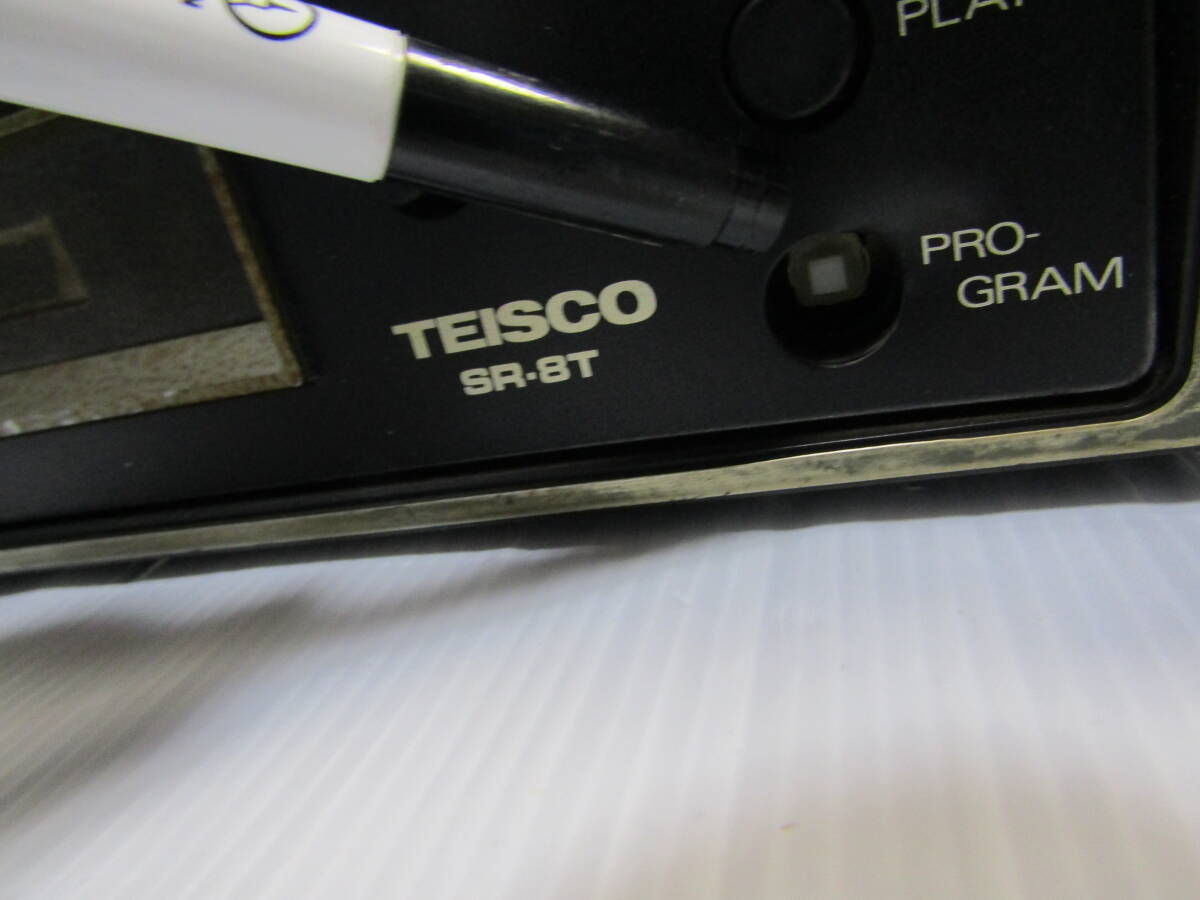 PLAY
PRO-
GRAM
TEISCO
SR-8T